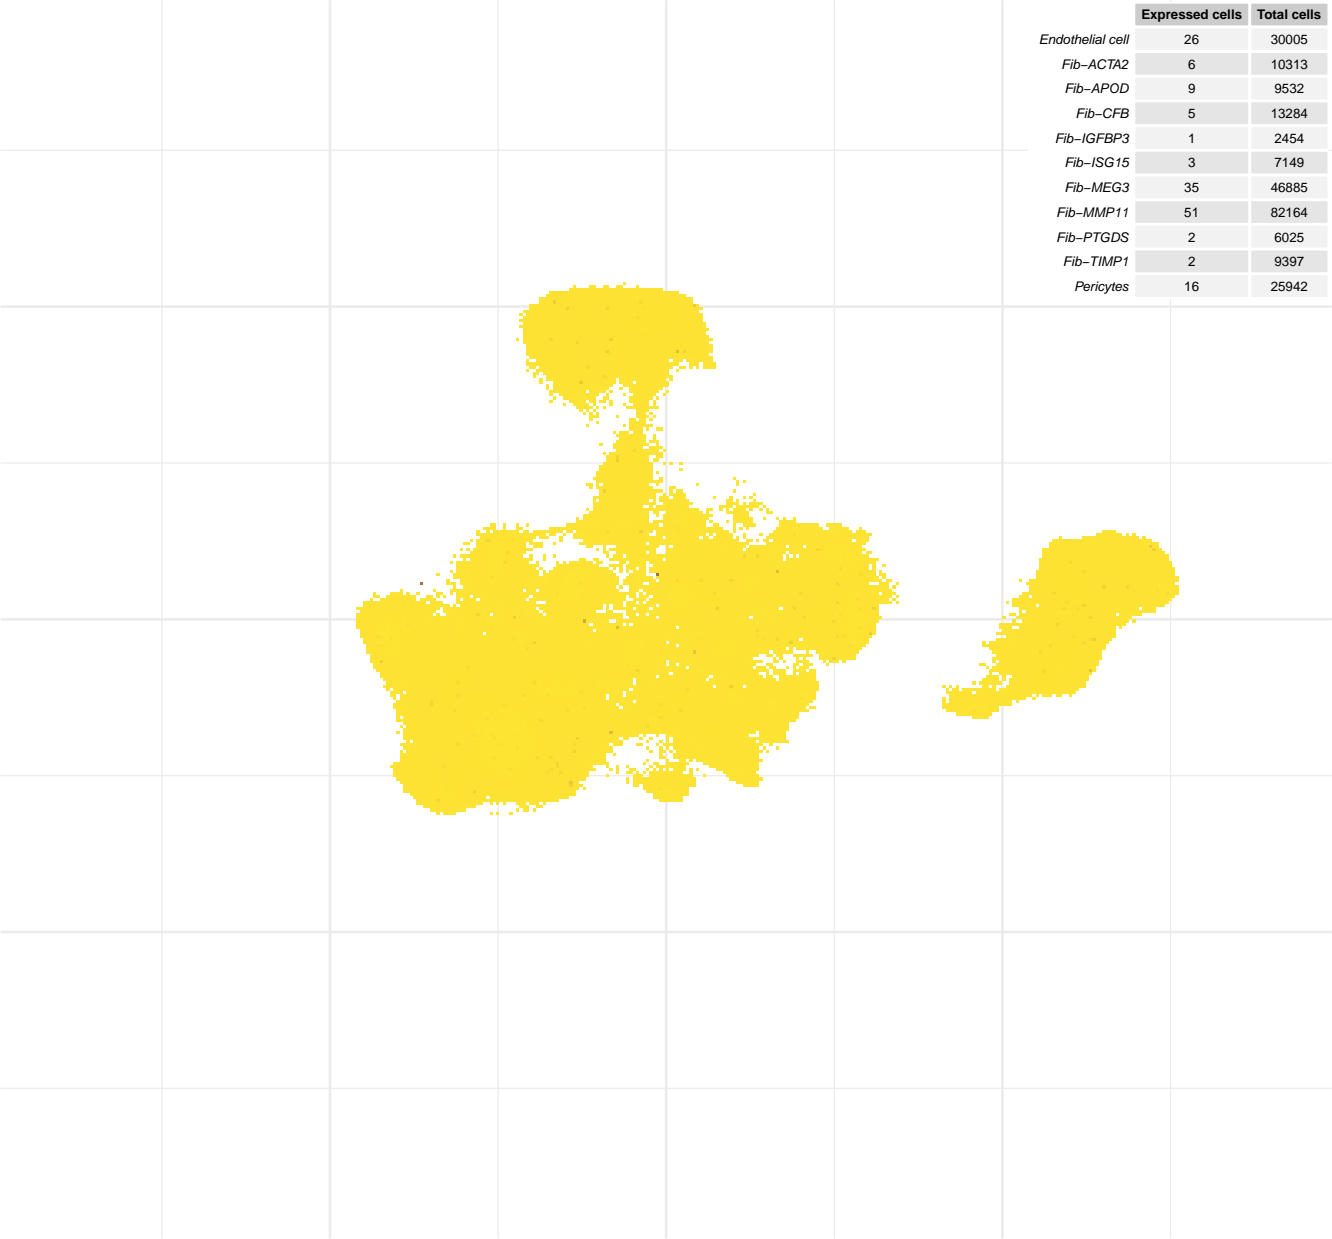 Expressed cells Total cells
Endothelial cell 26 30005
Fib−ACTA2 6 10313
Fib−APOD 9 9532
Fib−CFB 5 13284
Fib−IGFBP3 1 2454
Fib−ISG15 3 7149
Fib−MEG3 35 46885
Fib−MMP11 51 82164
Fib−PTGDS 2 6025
Fib−TIMP1 2 9397
Pericytes 16 25942